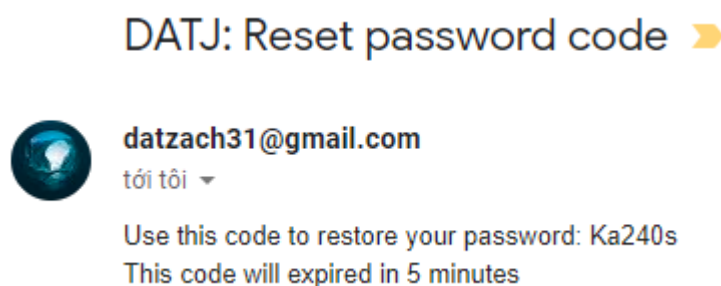 DATJ: Reset password code
datzach31@gmail.com
tới tôi
Use this code to restore your password: Ka240s
This code will expired in 5 minutes